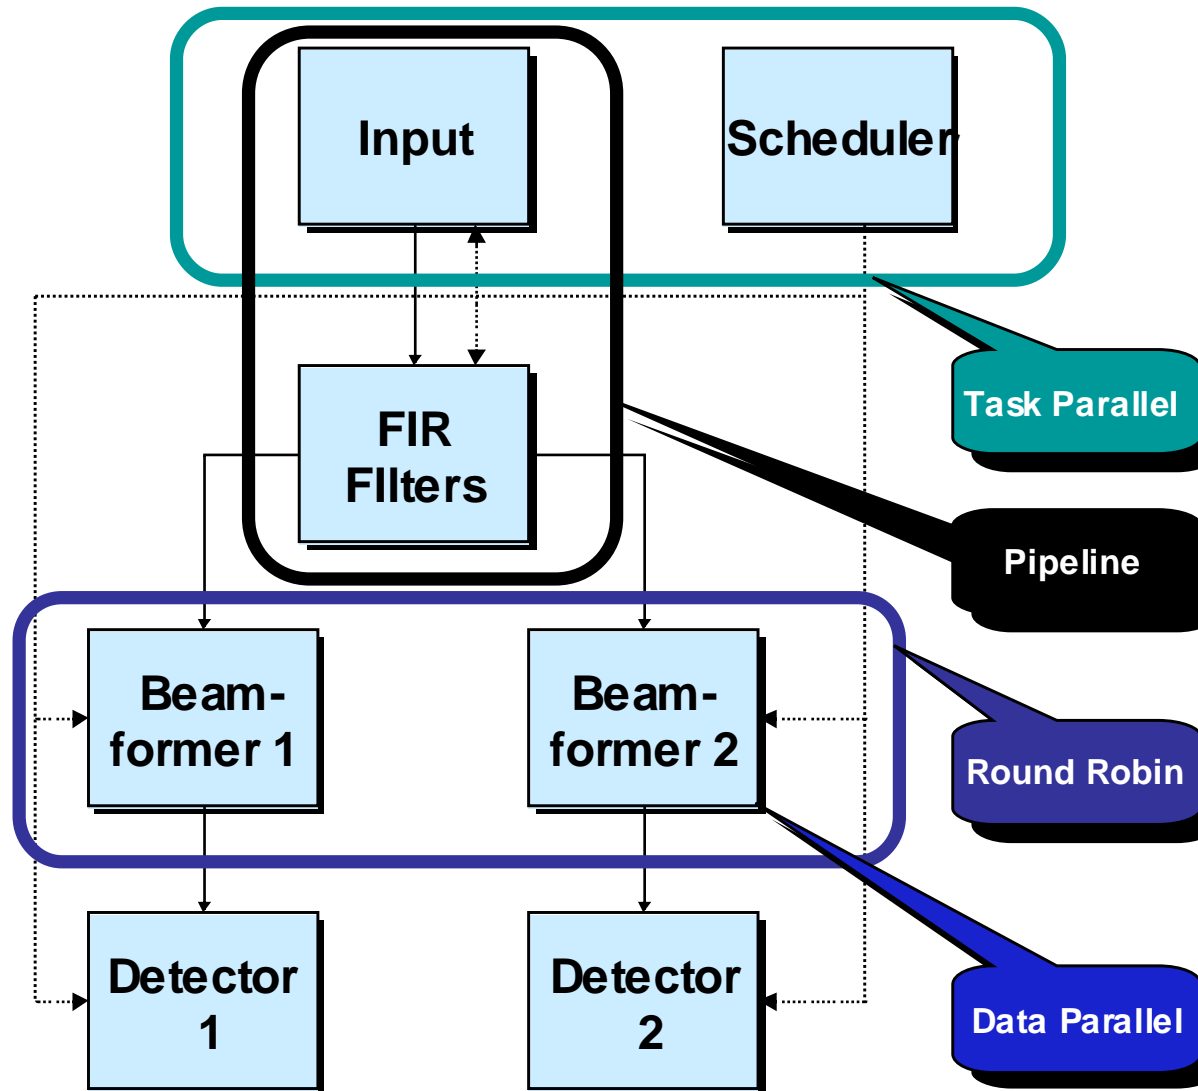 Input
Scheduler
FIR
FIlters
Task Parallel
Pipeline
Beam-
former 1
Beam-
former 2
Round Robin
Detector
1
Detector
2
Data Parallel